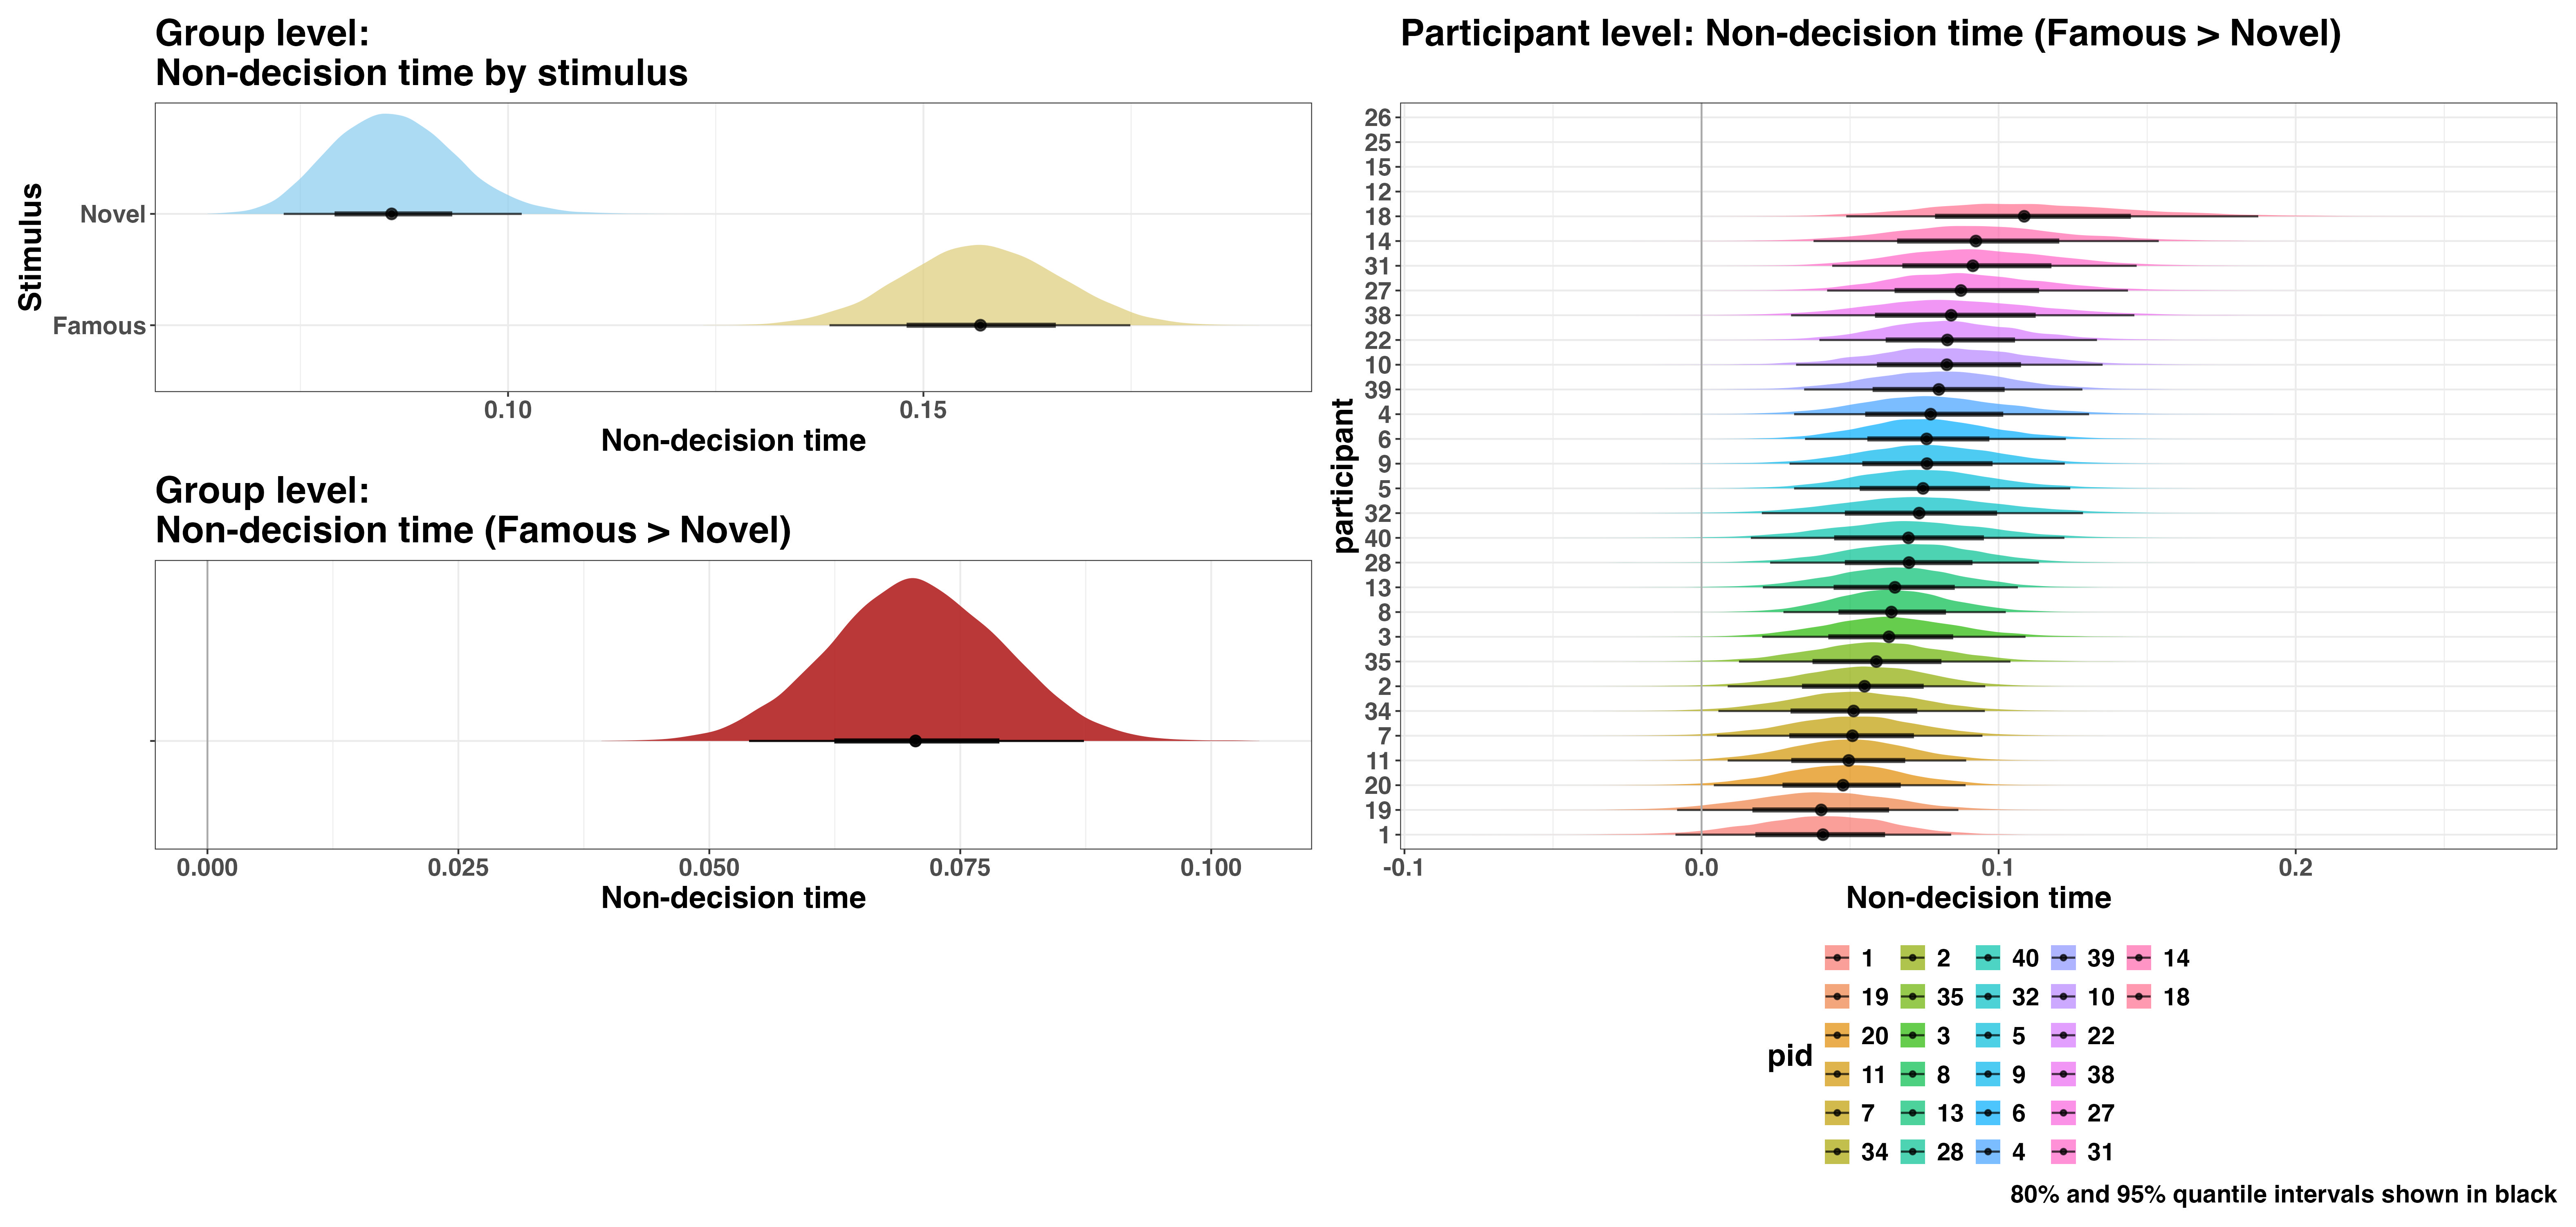 Group level:
Non-decision time by stimulus
Stimulus
Novel
Famous
0.10 0.15
Non-decision time
Group level:
Non-decision time (Famous > Novel)
0.000 0.025 0.050 0.075 0.100
Non-decision time
Participant level: Non-decision time (Famous > Novel)
participant
26
25
15
12
18
14
31
27
38
22
10
39
4
6
9
5
32
40
28
13
8
3
35
2
34
7
11
20
19
1
-0.1 0.0 0.1 0.2
Non-decision time
pid
1 2 40 39 14
19 35 32 10 18
20 3 5 22
11 8 9 38
7 13 6 27
34 28 4 31
80% and 95% quantile intervals shown in black